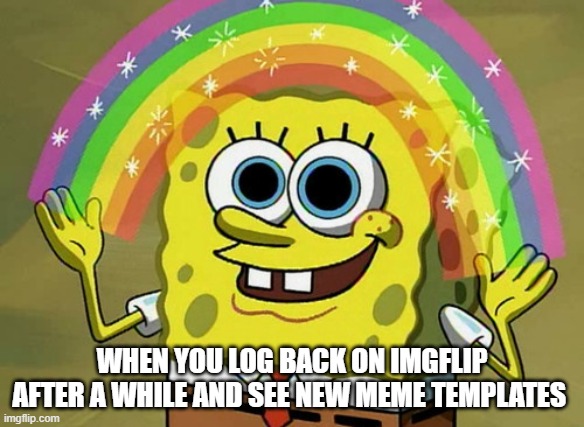 WHEN YOU LOG BACK ON IMGFLIP
AFTER A WHILE AND SEE NEW MEME TEMPLATES
imgflip.com